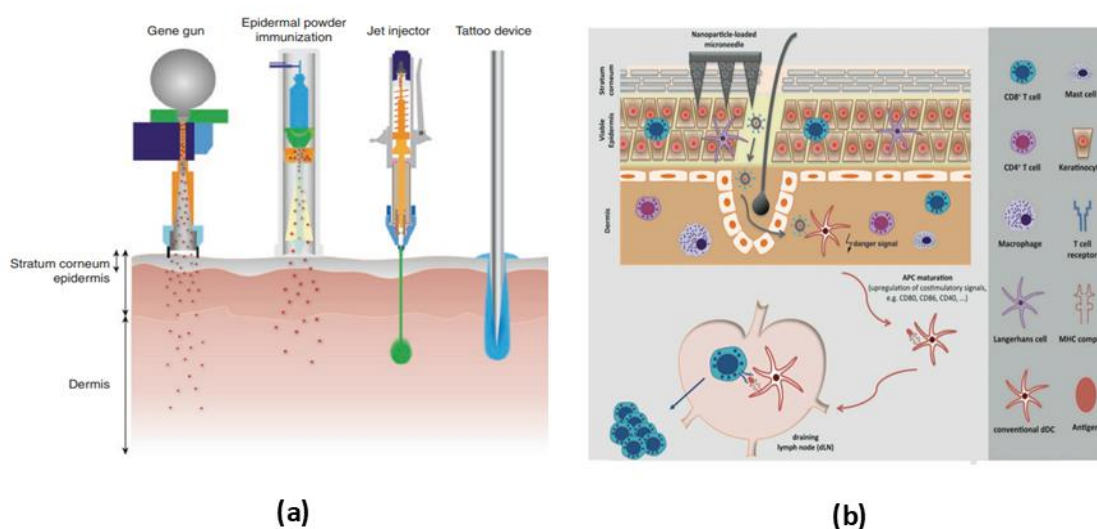 Gene gun
Epidermal powder
immunization
Jet injector
Tattoo device
Stratum corneum
epidermis
Dermis
(a)
Nanoparticle-loaded
microneedle
Stratum
corneum
Viable
Epidermis
Dermis
danger signal
APC maturation
(upregulation of costimulatory signals,
e.g. CD80, CD86, CD40, ...)
draining
lymph node (dLN)
CD8⁺ T cell
Mast cell
CD4⁺ T cell
Keratinocyt
Macrophage
T cell
receptor
Langerhans cell
MHC comp
conventional dDC
Antigen
(b)